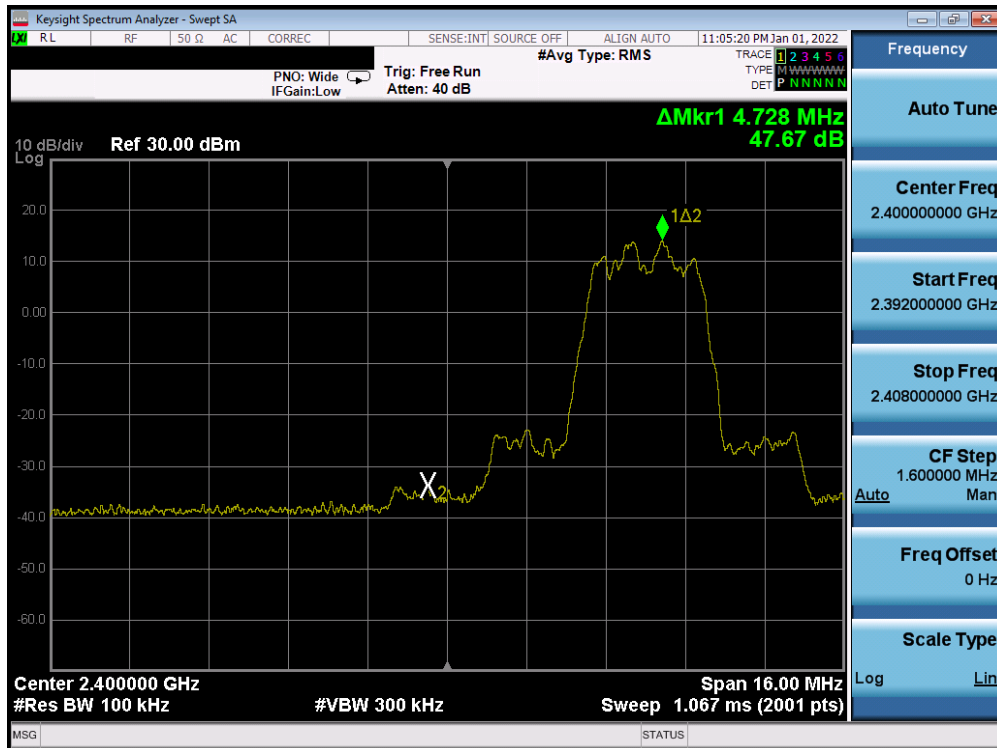 Keysight Spectrum Analyzer - Swept SA
LXI RL RF 50 Ω AC CORREC SENSE:INT SOURCE OFF ALIGN AUTO 11:05:20 PM Jan 01, 2022
#Avg Type: RMS
TRACE 1 2 3 4 5 6
PNO: Wide Trig: Free Run TYPE M WWWWW
IFGain:Low Atten: 40 dB DET P N N N N N
ΔMkr1 4.728 MHz
47.67 dB
10 dB/div Ref 30.00 dBm
Log
20.0
10.0
0.00
-10.0
-20.0
-30.0
-40.0
-50.0
-60.0
1Δ2
X2
Center 2.400000 GHz Span 16.00 MHz
#Res BW 100 kHz #VBW 300 kHz Sweep 1.067 ms (2001 pts)
MSG STATUS
Frequency
Auto Tune
Center Freq
2.400000000 GHz
Start Freq
2.392000000 GHz
Stop Freq
2.408000000 GHz
CF Step
1.600000 MHz
Auto Man
Freq Offset
0 Hz
Scale Type
Log Lin